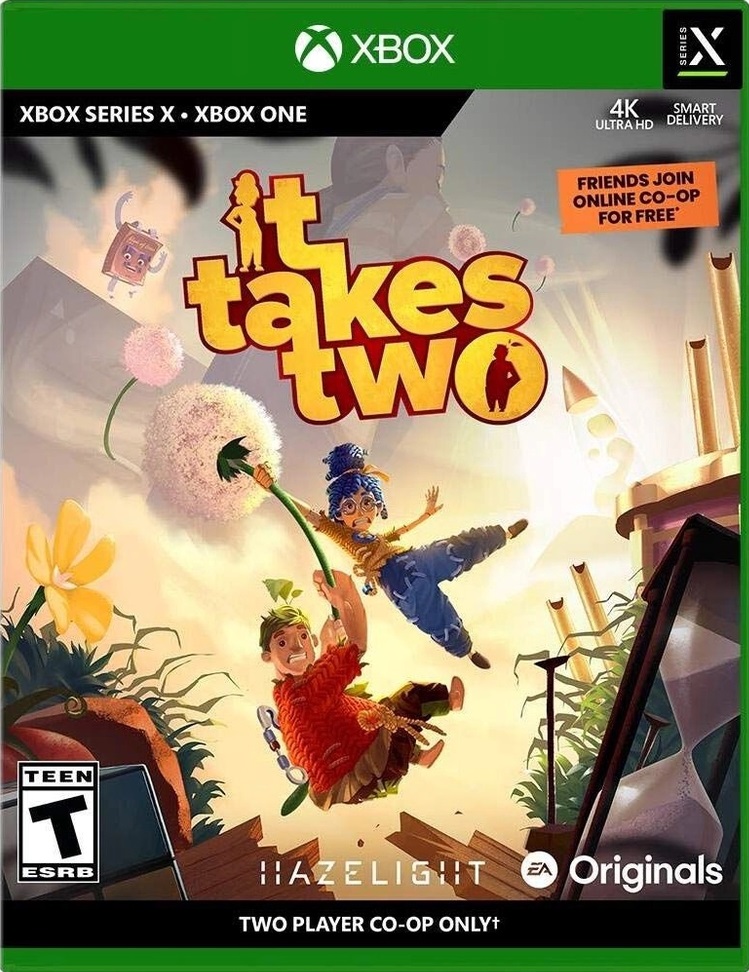 XBOX
SERIES X
XBOX SERIES X • XBOX ONE
4K
ULTRA HD
SMART
DELIVERY
FRIENDS JOIN
ONLINE CO-OP
FOR FREE*
it
takes
two
TEEN
T
ESRB
HAZELIGHT
EA Originals
TWO PLAYER CO-OP ONLY†